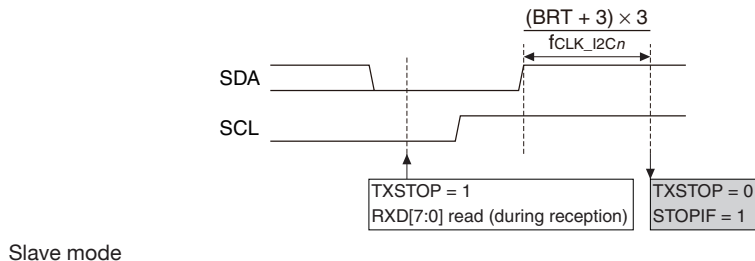 (BRT + 3) × 3
fCLK_I2Cn
SDA
SCL
TXSTOP = 1
RXD[7:0] read (during reception)
TXSTOP = 0
STOPIF = 1
Slave mode